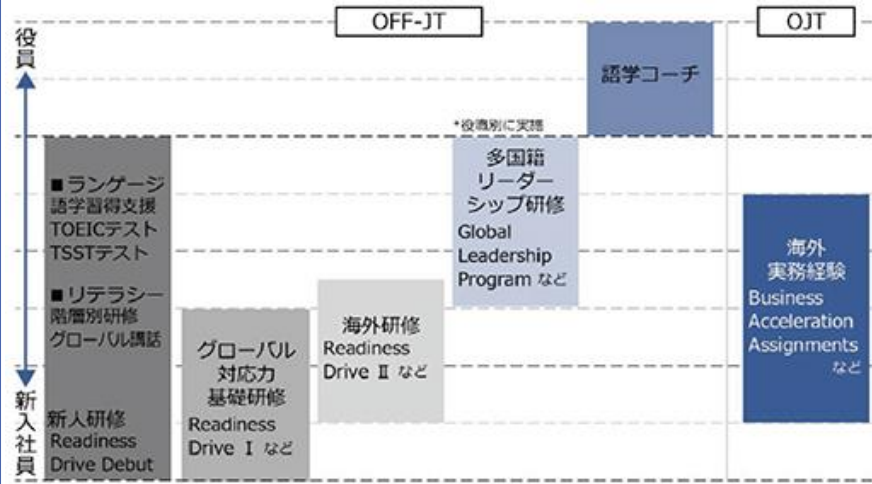 OFF-JT
OJT
役員
新入社員
■ランゲージ
語学習得支援
TOEICテスト
TSSTテスト
■リテラシー
階層別研修
グローバル講話
新人研修
Readiness
Drive Debut
グローバル
対応力
基礎研修
Readiness
Drive Ⅰ など
海外研修
Readiness
Drive Ⅱ など
*役職別に実施
多国籍
リーダー
シップ研修
Global
Leadership
Program など
語学コーチ
海外
実務経験
Business
Acceleration
Assignments
など